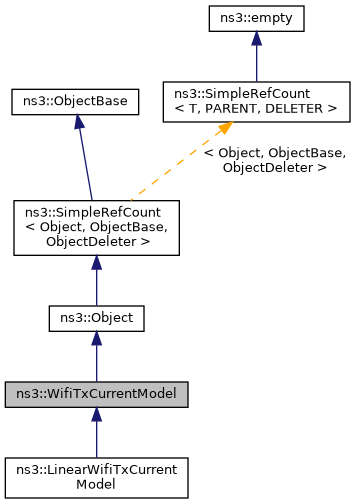 ns3::empty
ns3::ObjectBase
ns3::SimpleRefCount
< T, PARENT, DELETER >
< Object, ObjectBase,
ObjectDeleter >
ns3::SimpleRefCount
< Object, ObjectBase,
ObjectDeleter >
ns3::Object
ns3::WifiTxCurrentModel
ns3::LinearWifiTxCurrent
Model